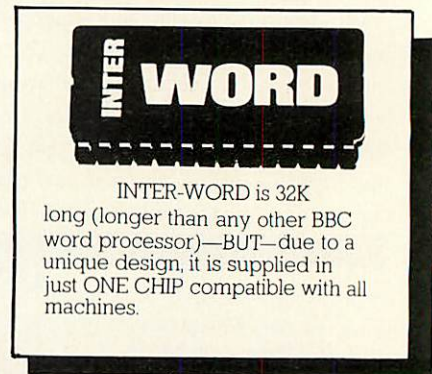 INTER WORD
INTER-WORD is 32K
long (longer than any other BBC
word processor)—BUT—due to a
unique design, it is supplied in
just ONE CHIP compatible with all
machines.